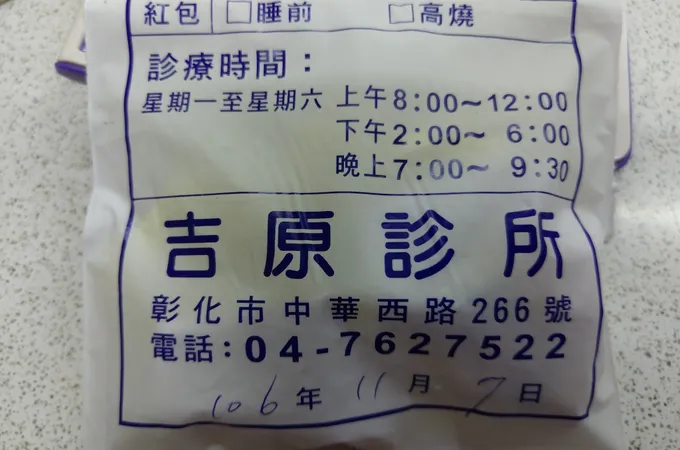 紅包 □睡前 □高燒
診療時間：
星期一至星期六 上午8:00～12:00
下午2:00～ 6:00
晚上7:00～ 9:30
吉原診所
彰化市中華西路266號
電話：04-7627522
106年 11月 7日